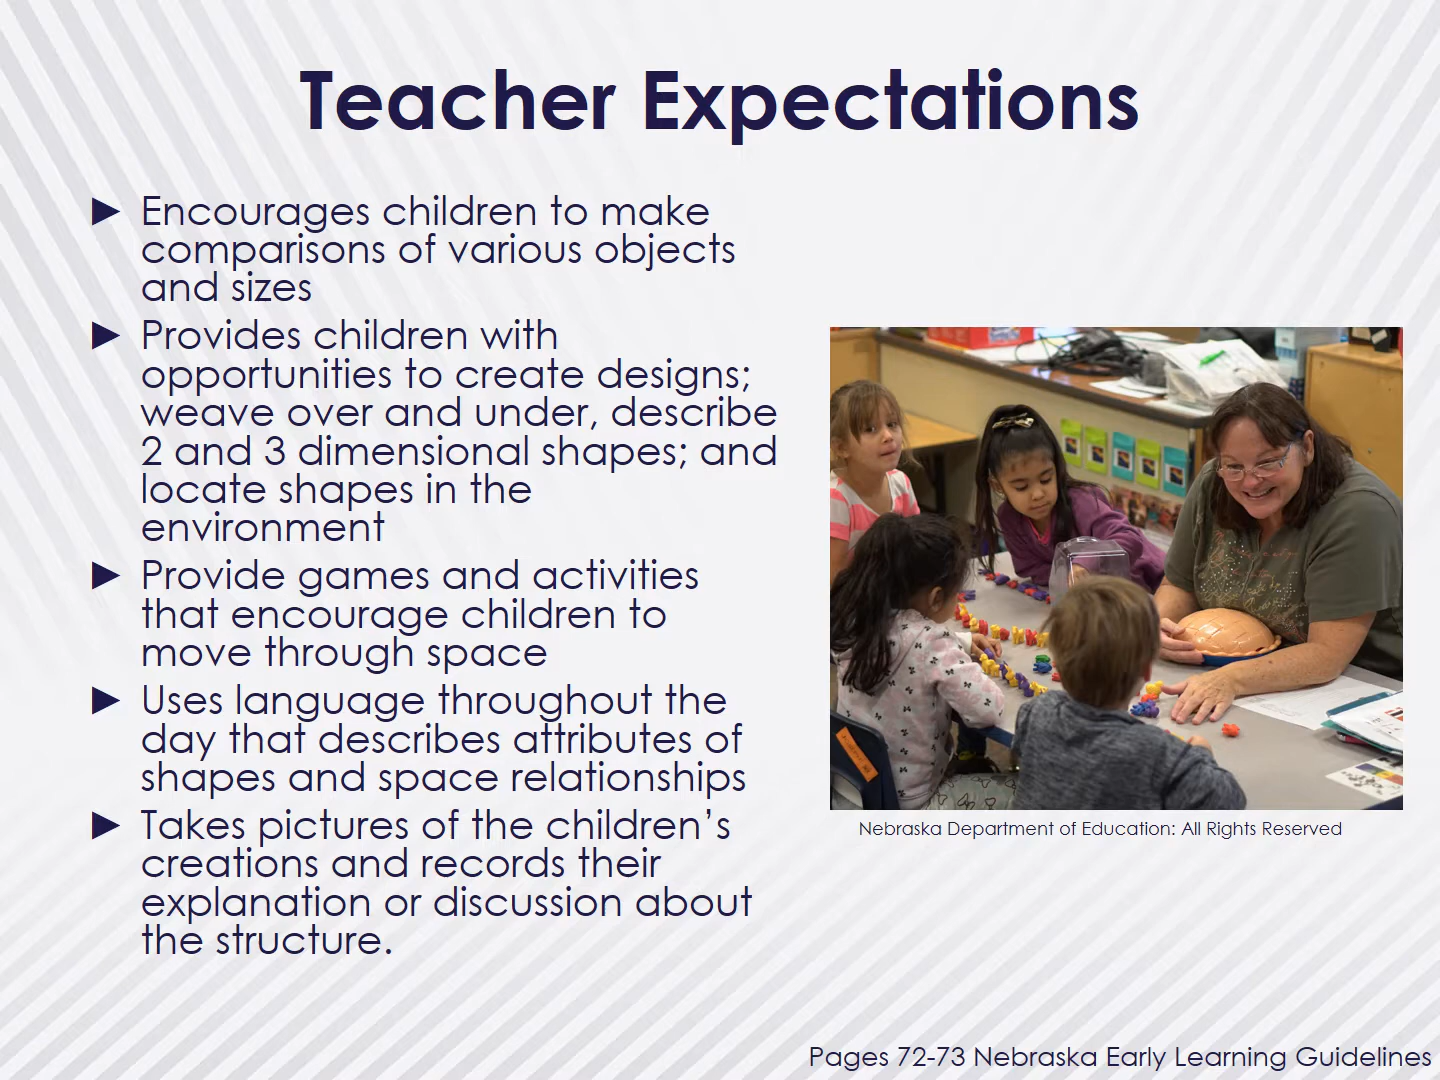 Teacher Expectations
► Encourages children to make
comparisons of various objects
and sizes
► Provides children with
opportunities to create designs;
weave over and under, describe
2 and 3 dimensional shapes; and
locate shapes in the
environment
► Provide games and activities
that encourage children to
move through space
► Uses language throughout the
day that describes attributes of
shapes and space relationships
► Takes pictures of the children’s
creations and records their
explanation or discussion about
the structure.
Nebraska Department of Education: All Rights Reserved
Pages 72-73 Nebraska Early Learning Guidelines